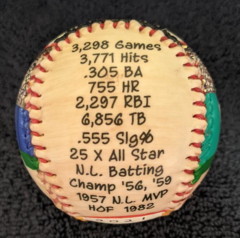 3,298 Games
3,771 Hits
.305 BA
755 HR
2,297 RBI
6,856 TB
.555 Slg%
25 X All Star
N.L. Batting
Champ '56, '59
1957 N.L. MVP
HOF 1982